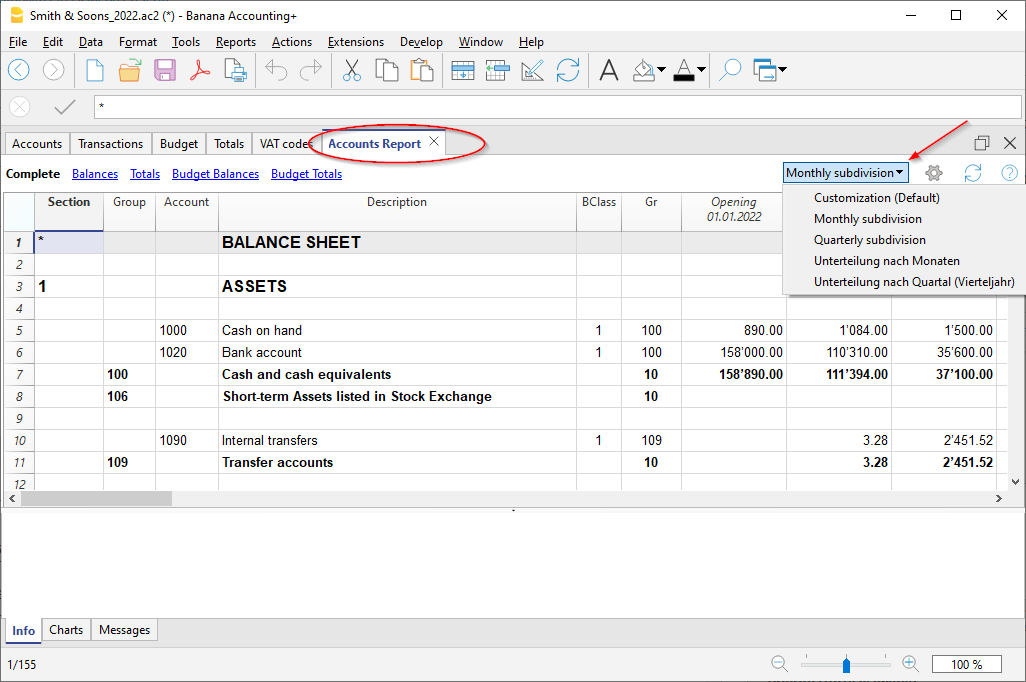 Smith & Soons_2022.ac2 (*) - Banana Accounting+
File Edit Data Format Tools Reports Actions Extensions Develop Window Help
*
Accounts Transactions Budget Totals VAT codes Accounts Report
Complete Balances Totals Budget Balances Budget Totals Monthly subdivision
Customization (Default)
Monthly subdivision
Quarterly subdivision
Unterteilung nach Monaten
Unterteilung nach Quartal (Vierteljahr)
Section Group Account Description BClass Gr Opening
01.01.2022
1 * BALANCE SHEET
2
3 1 ASSETS
4
5 1000 Cash on hand 1 100 890.00 1'084.00 1'500.00
6 1020 Bank account 1 100 158'000.00 110'310.00 35'600.00
7 100 Cash and cash equivalents 10 158'890.00 111'394.00 37'100.00
8 106 Short-term Assets listed in Stock Exchange 10
9
10 1090 Internal transfers 1 109 3.28 2'451.52
11 109 Transfer accounts 10 3.28 2'451.52
12
Info Charts Messages
1/155 100 %